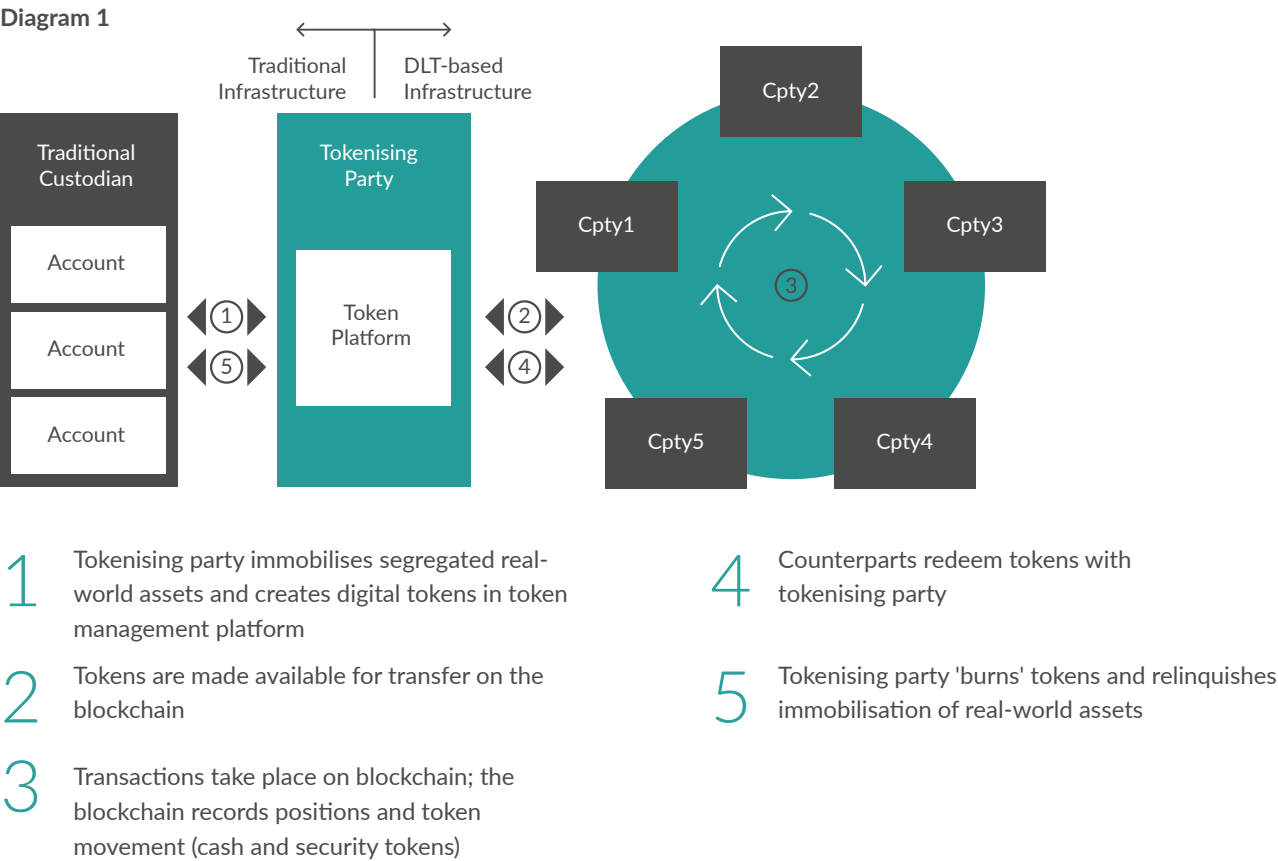 Diagram 1
Traditional
Infrastructure
DLT-based
Infrastructure
Traditional
Custodian
Account
Account
Account
1
5
Tokenising
Party
Token
Platform
2
4
Cpty2
Cpty1
Cpty3
3
Cpty5
Cpty4
1
Tokenising party immobilises segregated real-
world assets and creates digital tokens in token
management platform
2
Tokens are made available for transfer on the
blockchain
3
Transactions take place on blockchain; the
blockchain records positions and token
movement (cash and security tokens)
4
Counterparts redeem tokens with
tokenising party
5
Tokenising party 'burns' tokens and relinquishes
immobilisation of real-world assets